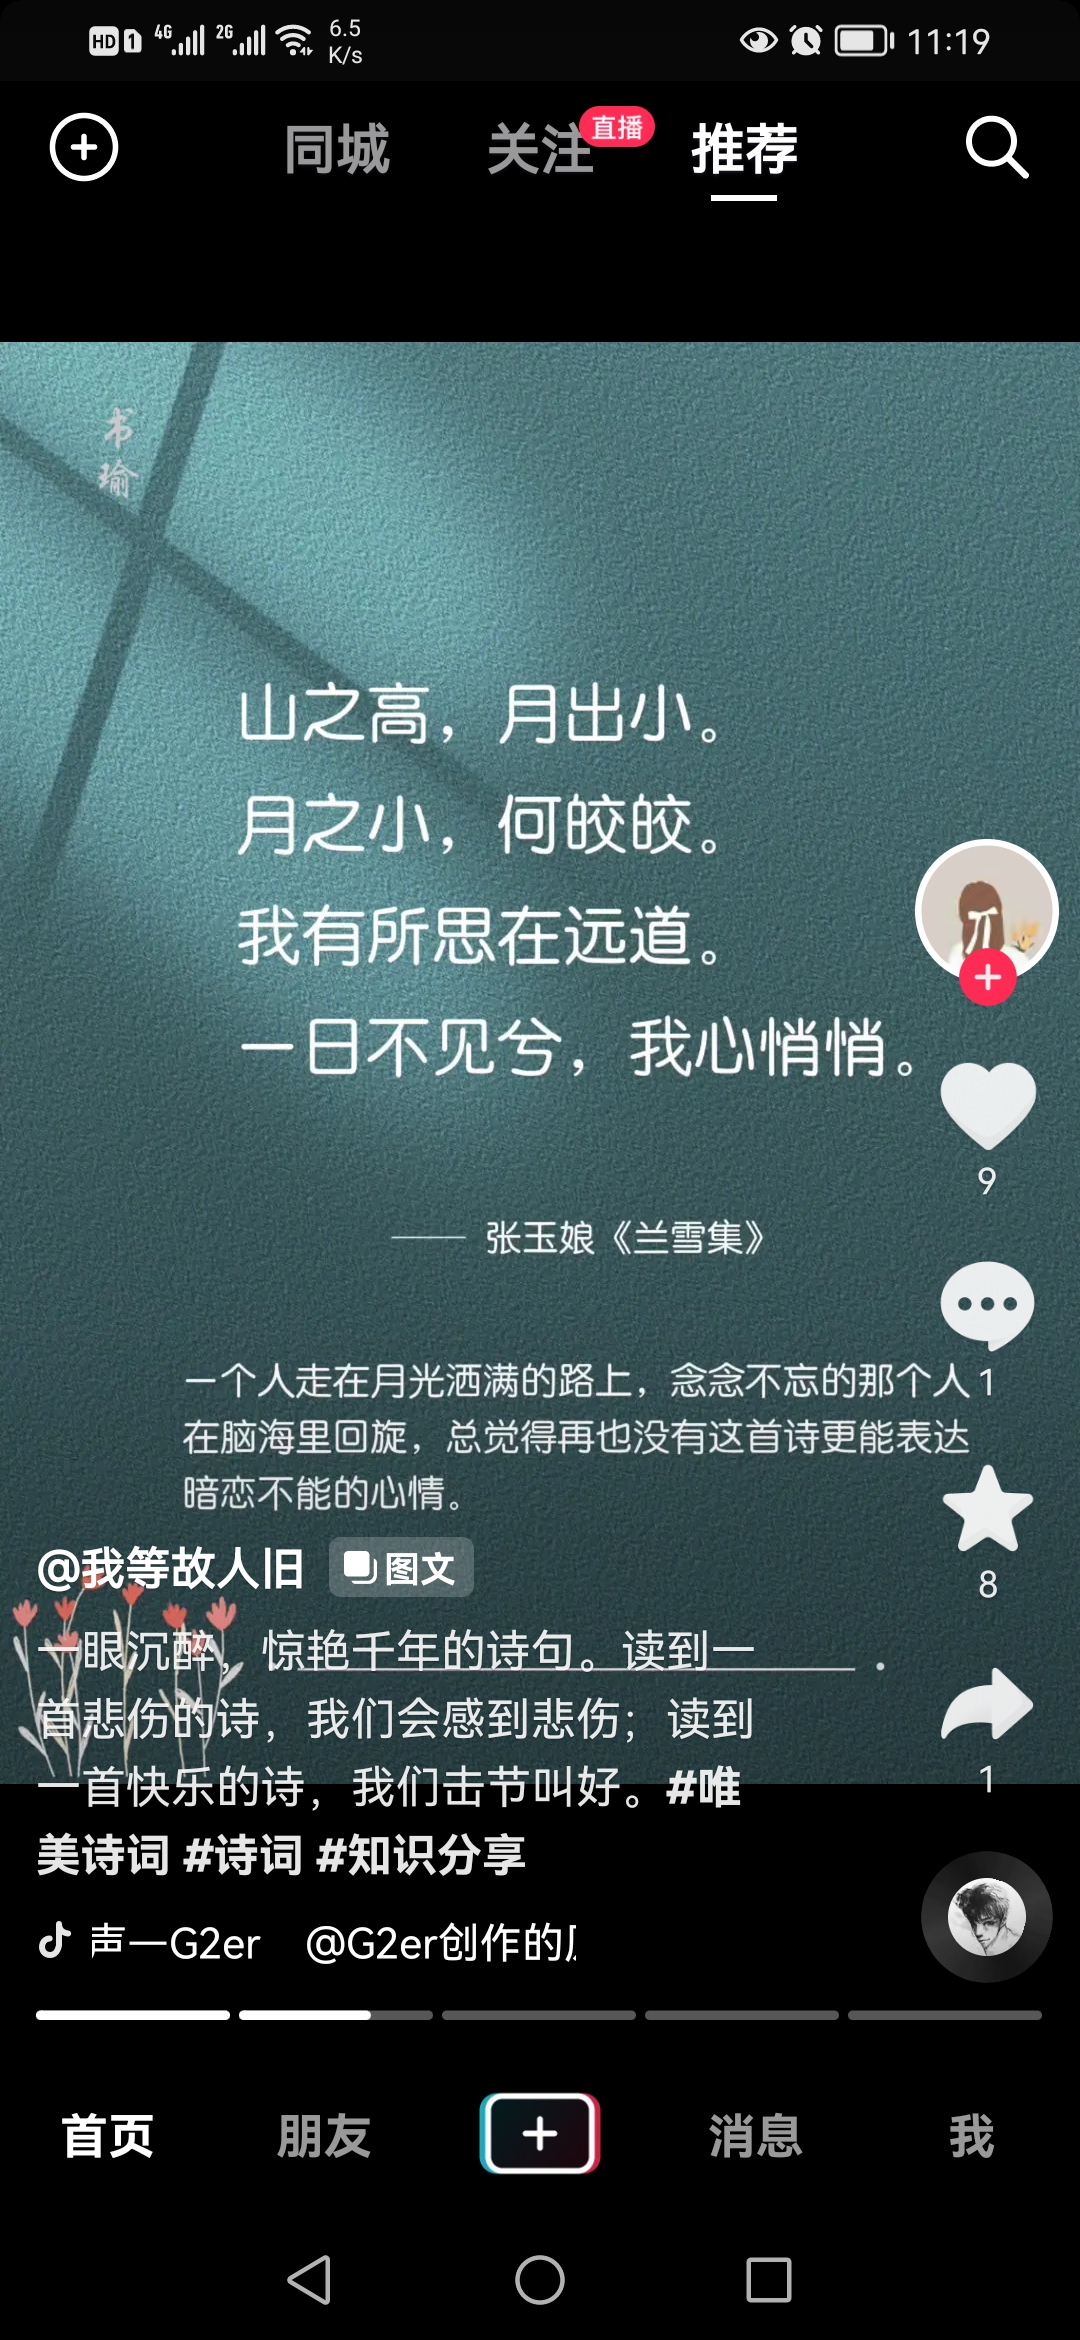 HD 1 4G 2G 6.5 K/s 11:19
同城 关注 直播 推荐
书瑜
山之高，月出小。
月之小，何皎皎。
我有所思在远道。
一日不见兮，我心悄悄。
9
—— 张玉娘《兰雪集》
一个人走在月光洒满的路上，念念不忘的那个人
1
在脑海里回旋，总觉得再也没有这首诗更能表达
暗恋不能的心情。
@我等故人旧 图文
8
一眼沉醉，惊艳千年的诗句。读到一
首悲伤的诗，我们会感到悲伤；读到
一首快乐的诗，我们击节叫好。#唯
1
美诗词 #诗词 #知识分享
声一G2er @G2er创作的
首页 朋友 消息 我